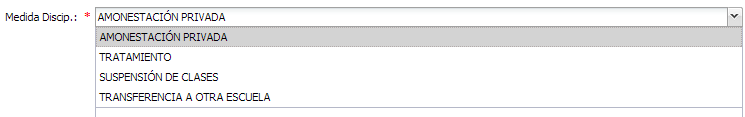 Medida Discip.: * AMONESTACIÓN PRIVADA
AMONESTACIÓN PRIVADA
TRATAMIENTO
SUSPENSIÓN DE CLASES
TRANSFERENCIA A OTRA ESCUELA